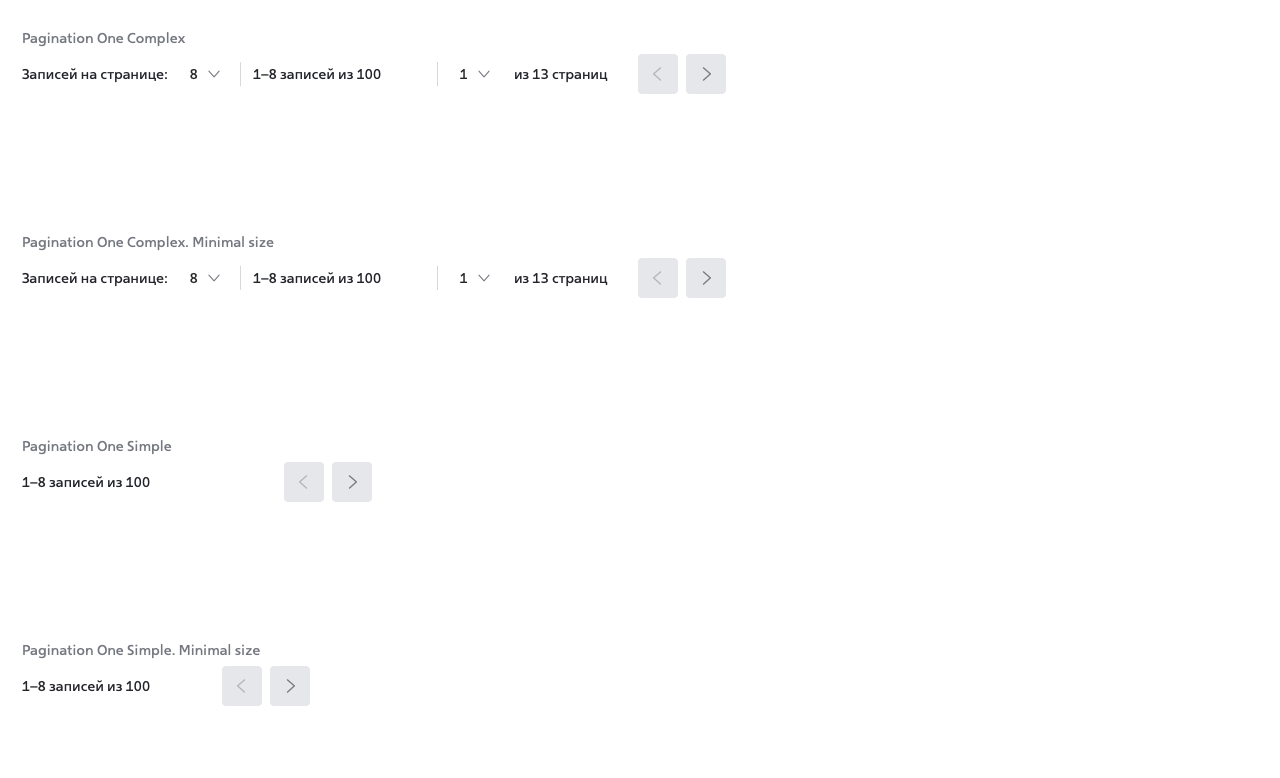 Pagination One Complex
Записей на странице: 8 1–8 записей из 100 1 из 13 страниц
Pagination One Complex. Minimal size
Записей на странице: 8 1–8 записей из 100 1 из 13 страниц
Pagination One Simple
1–8 записей из 100
Pagination One Simple. Minimal size
1–8 записей из 100